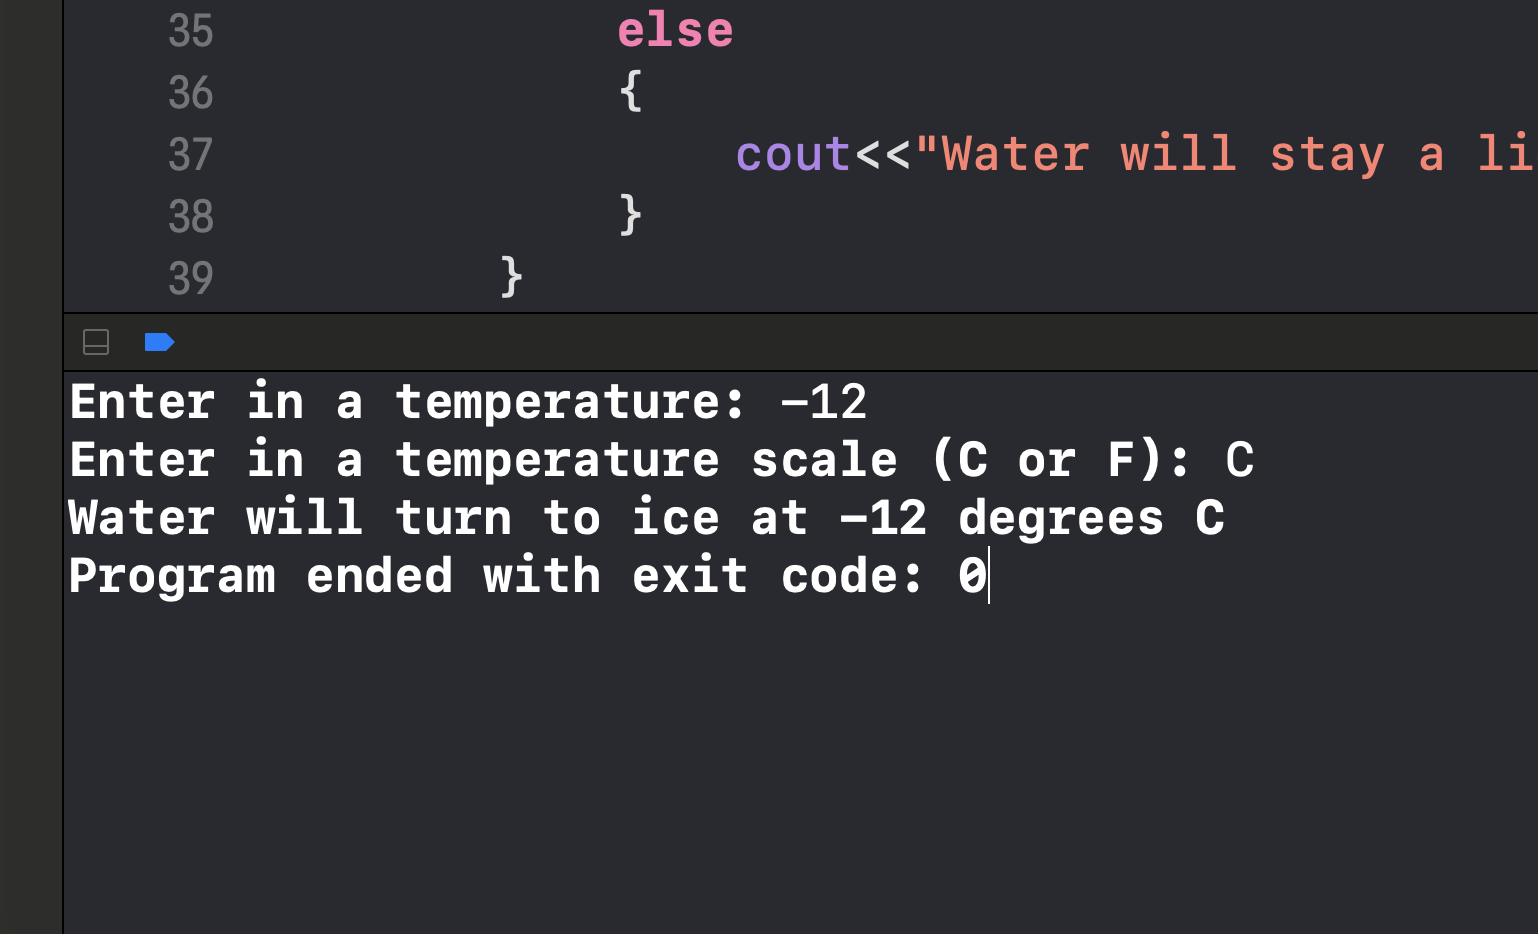 35 else
36 {
37 cout<<"Water will stay a li
38 }
39 }
Enter in a temperature: -12
Enter in a temperature scale (C or F): C
Water will turn to ice at -12 degrees C
Program ended with exit code: 0